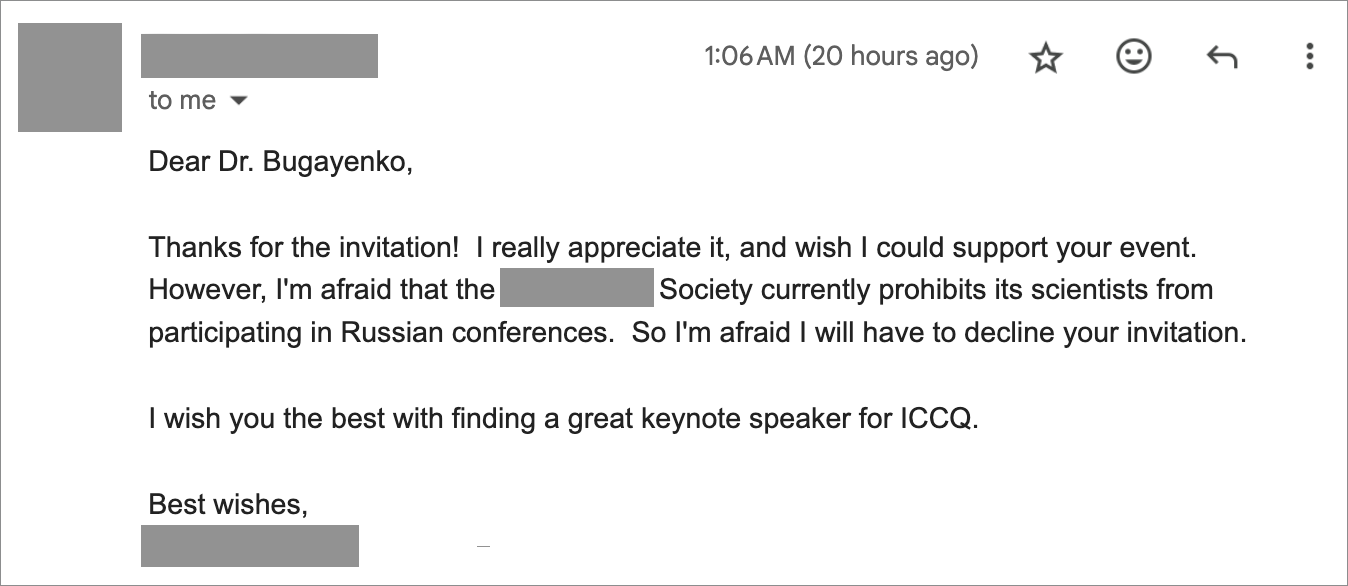 1:06 AM (20 hours ago)
to me
Dear Dr. Bugayenko,
Thanks for the invitation!  I really appreciate it, and wish I could support your event.
However, I'm afraid that the Society currently prohibits its scientists from
participating in Russian conferences.  So I'm afraid I will have to decline your invitation.
I wish you the best with finding a great keynote speaker for ICCQ.
Best wishes,